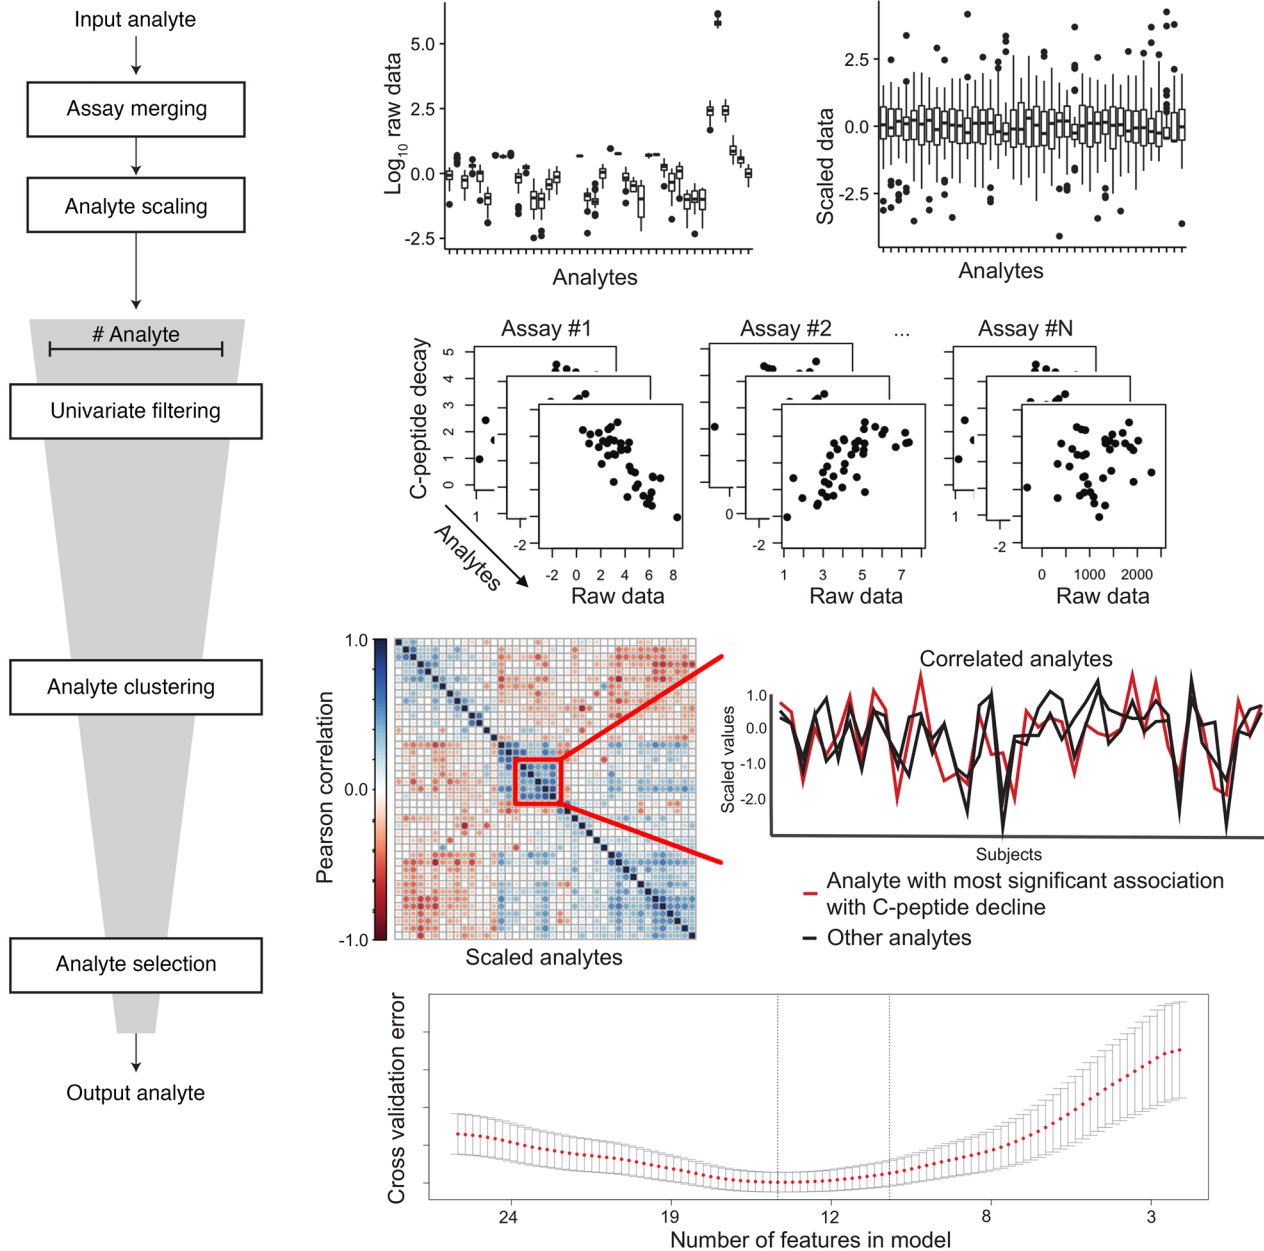 Input analyte
Assay merging
Analyte scaling
# Analyte
Univariate filtering
Analyte clustering
Analyte selection
Output analyte
Log10 raw data
5.0
2.5
0.0
-2.5
Analytes
Scaled data
2.5
0.0
-2.5
Analytes
C-peptide decay
Assay #1
Assay #2
...
Assay #N
5
4
3
2
1
0
1
-2
-2 0 2 4 6 8
Raw data
Analytes
1
0
-2
1 3 5 7
Raw data
1
-2
0 1000 2000
Raw data
Pearson correlation
1.0
0.0
-1.0
Scaled analytes
Correlated analytes
Scaled values
1.0
0.0
-1.0
-2.0
Subjects
Analyte with most significant association
with C-peptide decline
Other analytes
Cross validation error
24 19 12 8 3
Number of features in model